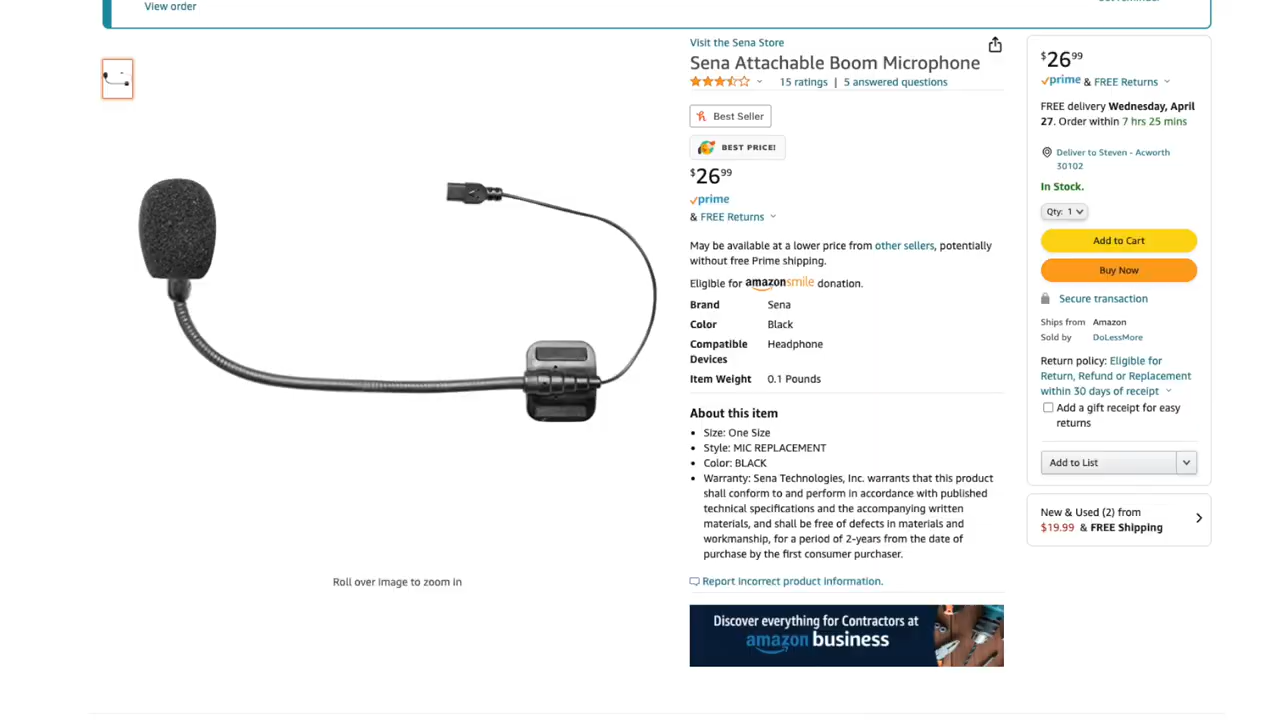 View order
Visit the Sena Store
Sena Attachable Boom Microphone
15 ratings | 5 answered questions
Best Seller
BEST PRICE!
$26 99
prime
& FREE Returns
May be available at a lower price from other sellers, potentially
without free Prime shipping.
Eligible for amazonsmile donation.
Brand Sena
Color Black
Compatible Devices Headphone
Item Weight 0.1 Pounds
About this item
• Size: One Size
• Style: MIC REPLACEMENT
• Color: BLACK
• Warranty: Sena Technologies, Inc. warrants that this product
shall conform to and perform in accordance with published
technical specifications and the accompanying written
materials, and shall be free of defects in materials and
workmanship, for a period of 2-years from the date of
purchase by the first consumer purchaser.
Report incorrect product information.
Discover everything for Contractors at
amazon business
Roll over image to zoom in
$26 99
prime & FREE Returns
FREE delivery Wednesday, April
27. Order within 7 hrs 25 mins
Deliver to Steven - Acworth
30102
In Stock.
Qty: 1
Add to Cart
Buy Now
Secure transaction
Ships from Amazon
Sold by DoLessMore
Return policy: Eligible for
Return, Refund or Replacement
within 30 days of receipt
Add a gift receipt for easy
returns
Add to List
New & Used (2) from
$19.99 & FREE Shipping